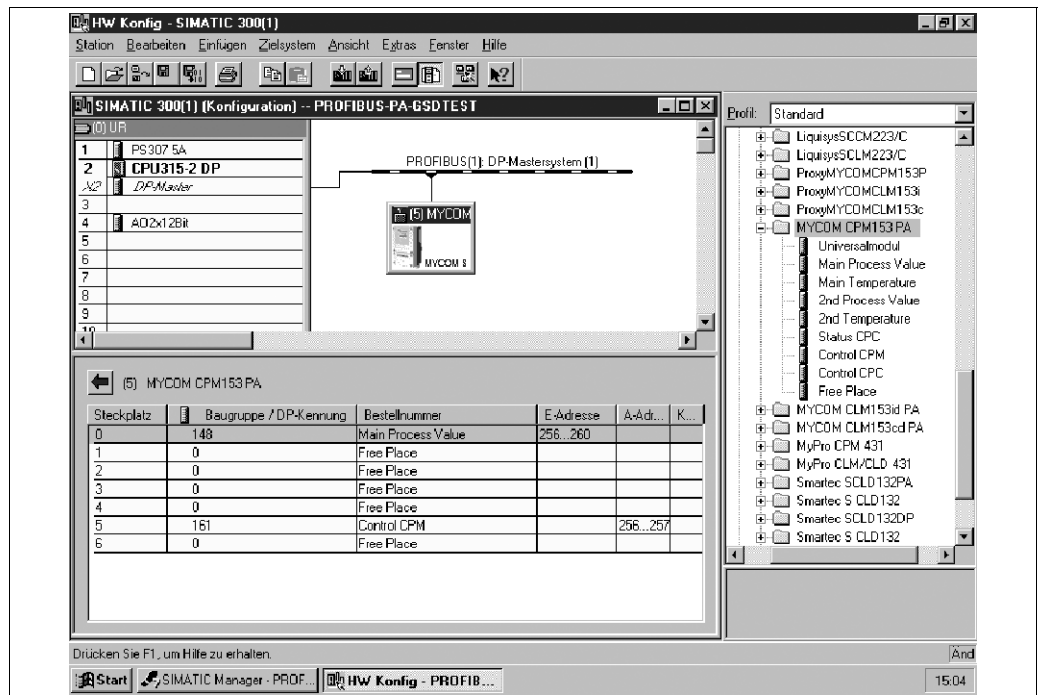 HW Konfig - SIMATIC 300(1)
Station Bearbeiten Einfügen Zielsystem Ansicht Extras Fenster Hilfe
SIMATIC 300(1) (Konfiguration) -- PROFIBUS-PA-GSDTEST
(0) UR
1 PS307 5A
2 CPU315-2 DP
X2 DP-Master
3
4 AO2x12Bit
5
6
7
8
9
10
PROFIBUS(1): DP-Mastersystem (1)
(5) MYCOM
MYCOM S
Profil: Standard
LiquisysSCCM223/C
LiquisysSCLM223/C
ProxyMYCOMCPM153P
ProxyMYCOMCLM153i
ProxyMYCOMCLM153c
MYCOM CPM153 PA
Universalmodul
Main Process Value
Main Temperature
2nd Process Value
2nd Temperature
Status CPC
Control CPM
Control CPC
Free Place
MYCOM CLM153id PA
MYCOM CLM153cd PA
MyPro CPM 431
MyPro CLM/CLD 431
Smartec SCLD132PA
Smartec S CLD132
Smartec SCLD132DP
Smartec S CLD132
(5) MYCOM CPM153 PA
Steckplatz Baugruppe / DP-Kennung Bestellnummer E-Adresse A-Adr... K...
0 148 Main Process Value 256...260
1 0 Free Place
2 0 Free Place
3 0 Free Place
4 0 Free Place
5 161 Control CPM 256...257
6 0 Free Place
Drücken Sie F1, um Hilfe zu erhalten.
Änd
Start SIMATIC Manager - PROF... HW Konfig - PROFIB... 15:04